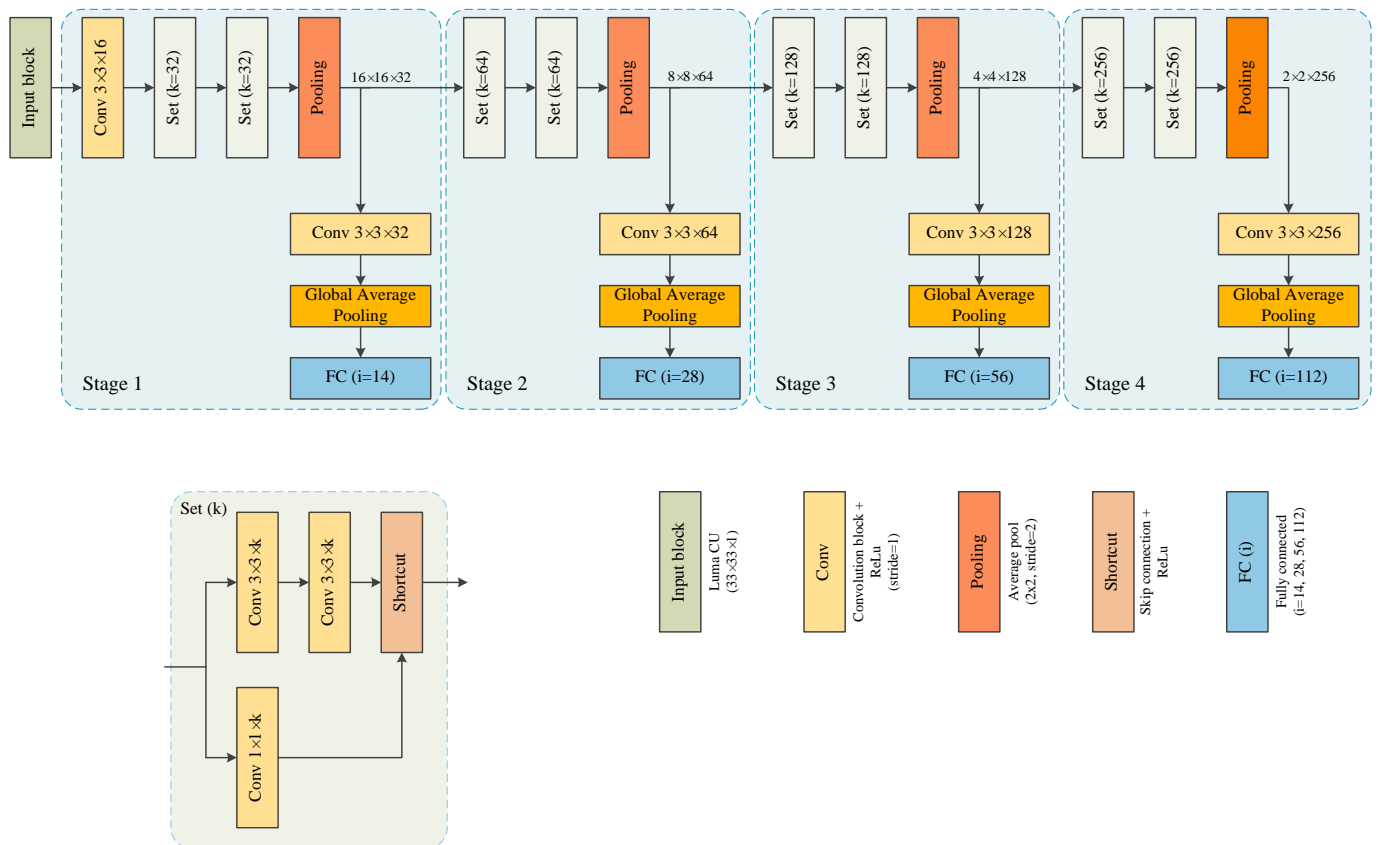 Input block
Conv 3×3×16
Set (k=32)
Set (k=32)
Pooling
16×16×32
Conv 3×3×32
Global Average
Pooling
FC (i=14)
Stage 1
Set (k=64)
Set (k=64)
Pooling
8×8×64
Conv 3×3×64
Global Average
Pooling
FC (i=28)
Stage 2
Set (k=128)
Set (k=128)
Pooling
4×4×128
Conv 3×3×128
Global Average
Pooling
FC (i=56)
Stage 3
Set (k=256)
Set (k=256)
Pooling
2×2×256
Conv 3×3×256
Global Average
Pooling
FC (i=112)
Stage 4
Set (k)
Conv 3×3×k
Conv 3×3×k
Shortcut
Conv 1×1×k
Input block
Luma CU
(33×33×1)
Conv
Convolution block +
ReLu
(stride=1)
Pooling
Average pool
(2x2, stride=2)
Shortcut
Skip connection +
ReLu
FC (i)
Fully connected
(i=14, 28, 56, 112)